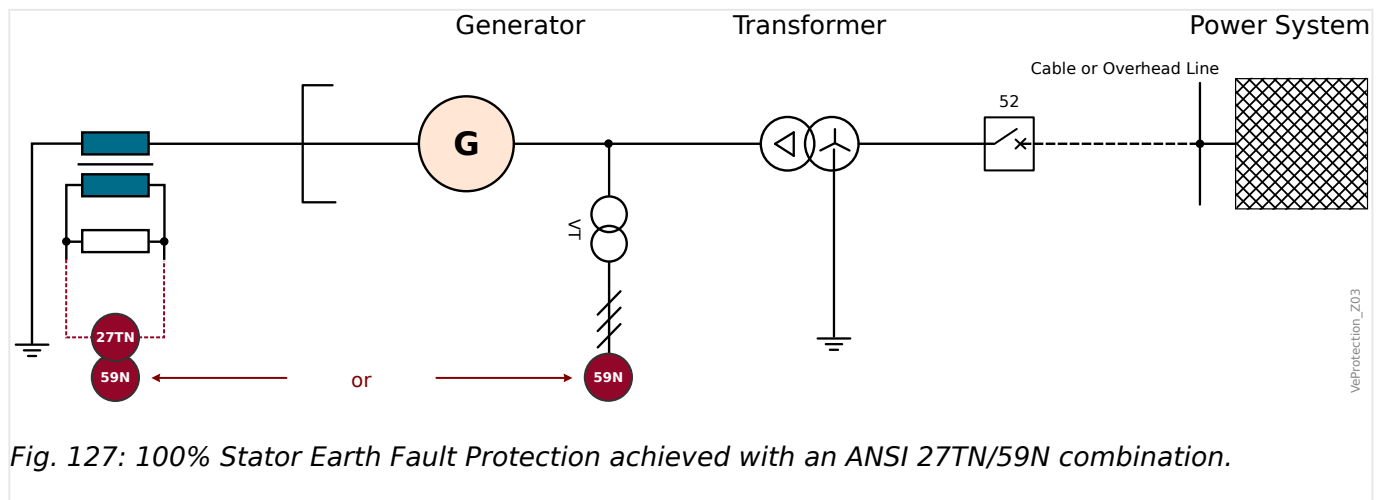 Generator
Transformer
Power System
Cable or Overhead Line
52
G
VT
27TN
59N
or
59N
VeProtection_Z03
Fig. 127: 100% Stator Earth Fault Protection achieved with an ANSI 27TN/59N combination.